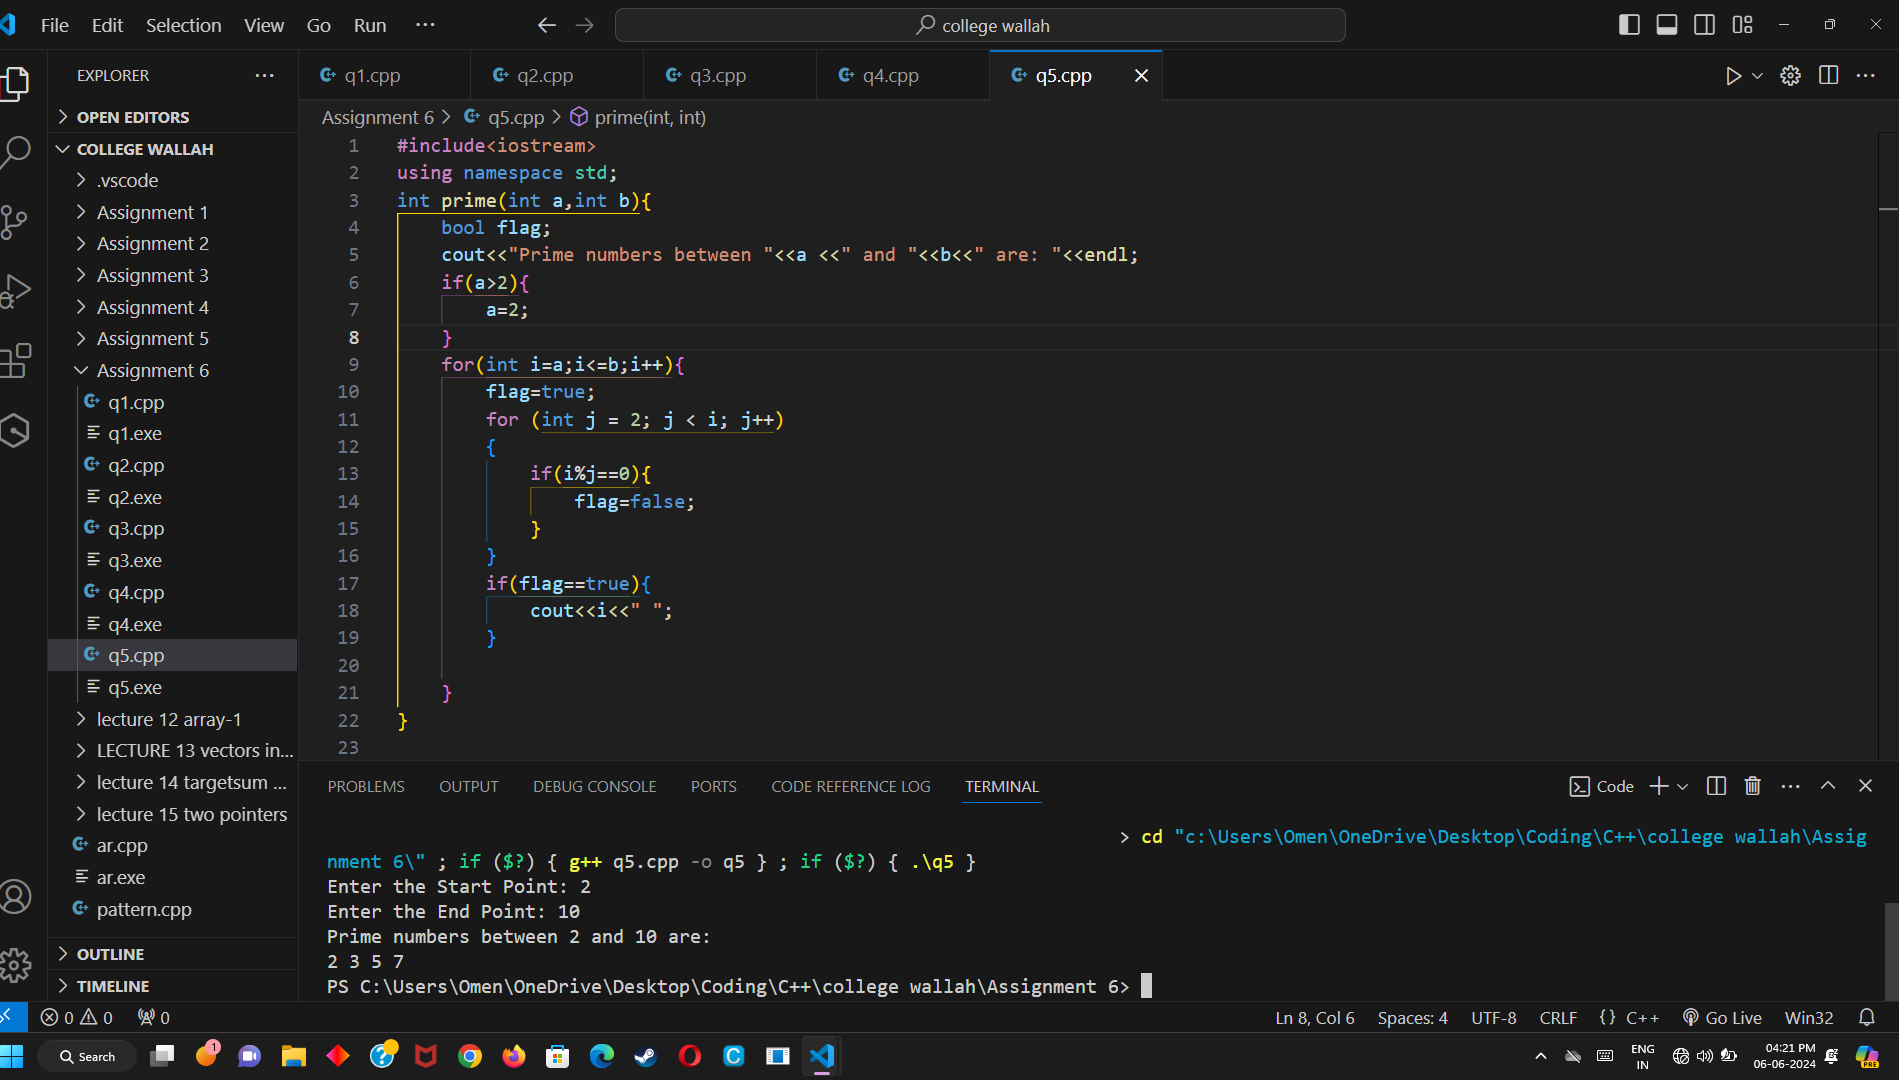 File Edit Selection View Go Run ··· college wallah
EXPLORER ···
OPEN EDITORS
COLLEGE WALLAH
.vscode
Assignment 1
Assignment 2
Assignment 3
Assignment 4
Assignment 5
Assignment 6
q1.cpp
q1.exe
q2.cpp
q2.exe
q3.cpp
q3.exe
q4.cpp
q4.exe
q5.cpp
q5.exe
lecture 12 array-1
LECTURE 13 vectors in...
lecture 14 targetsum ...
lecture 15 two pointers
ar.cpp
ar.exe
pattern.cpp
OUTLINE
TIMELINE
q1.cpp q2.cpp q3.cpp q4.cpp q5.cpp
Assignment 6 > q5.cpp > prime(int, int)
1 #include<iostream>
2 using namespace std;
3 int prime(int a,int b){
4 bool flag;
5 cout<<"Prime numbers between "<<a <<" and "<<b<<" are: "<<endl;
6 if(a>2){
7 a=2;
8 }
9 for(int i=a;i<=b;i++){
10 flag=true;
11 for (int j = 2; j < i; j++)
12 {
13 if(i%j==0){
14 flag=false;
15 }
16 }
17 if(flag==true){
18 cout<<i<<" ";
19 }
20
21 }
22 }
23
PROBLEMS OUTPUT DEBUG CONSOLE PORTS CODE REFERENCE LOG TERMINAL Code
> cd "c:\Users\Omen\OneDrive\Desktop\Coding\C++\college wallah\Assig
nment 6\" ; if ($?) { g++ q5.cpp -o q5 } ; if ($?) { .\q5 }
Enter the Start Point: 2
Enter the End Point: 10
Prime numbers between 2 and 10 are:
2 3 5 7
PS C:\Users\Omen\OneDrive\Desktop\Coding\C++\college wallah\Assignment 6>
0 0 0 Ln 8, Col 6 Spaces: 4 UTF-8 CRLF {} C++ Go Live Win32
Search 1 ENG 04:21 PM
IN 06-06-2024 PRE